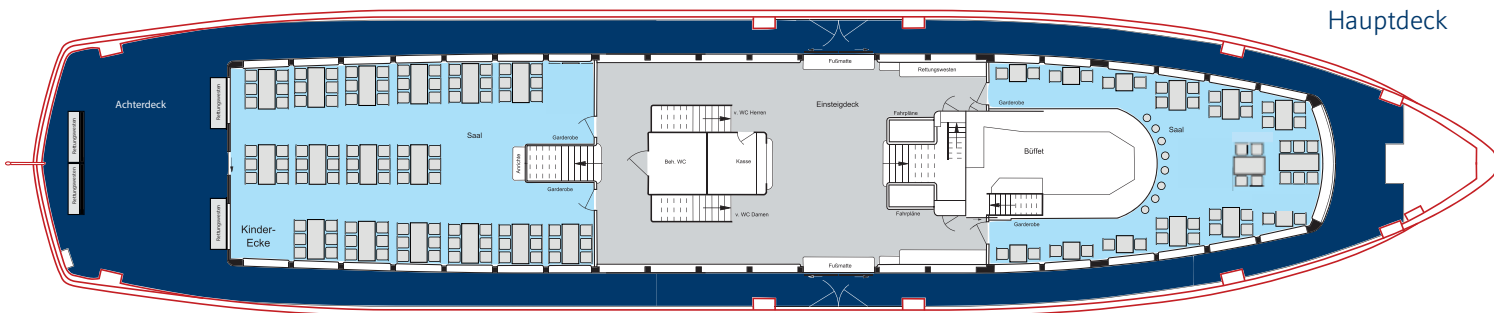 Hauptdeck
Achterdeck
Rettungswesten
Rettungswesten
Rettungswesten
Rettungswesten
Saal
Kinder-
Ecke
Garderobe
Anrichte
Garderobe
v. WC Herren
Beh. WC
Kasse
v. WC Damen
Fußmatte
Rettungswesten
Einsteigdeck
Fahrpläne
Fahrpläne
Fußmatte
Garderobe
Büffet
Garderobe
Saal